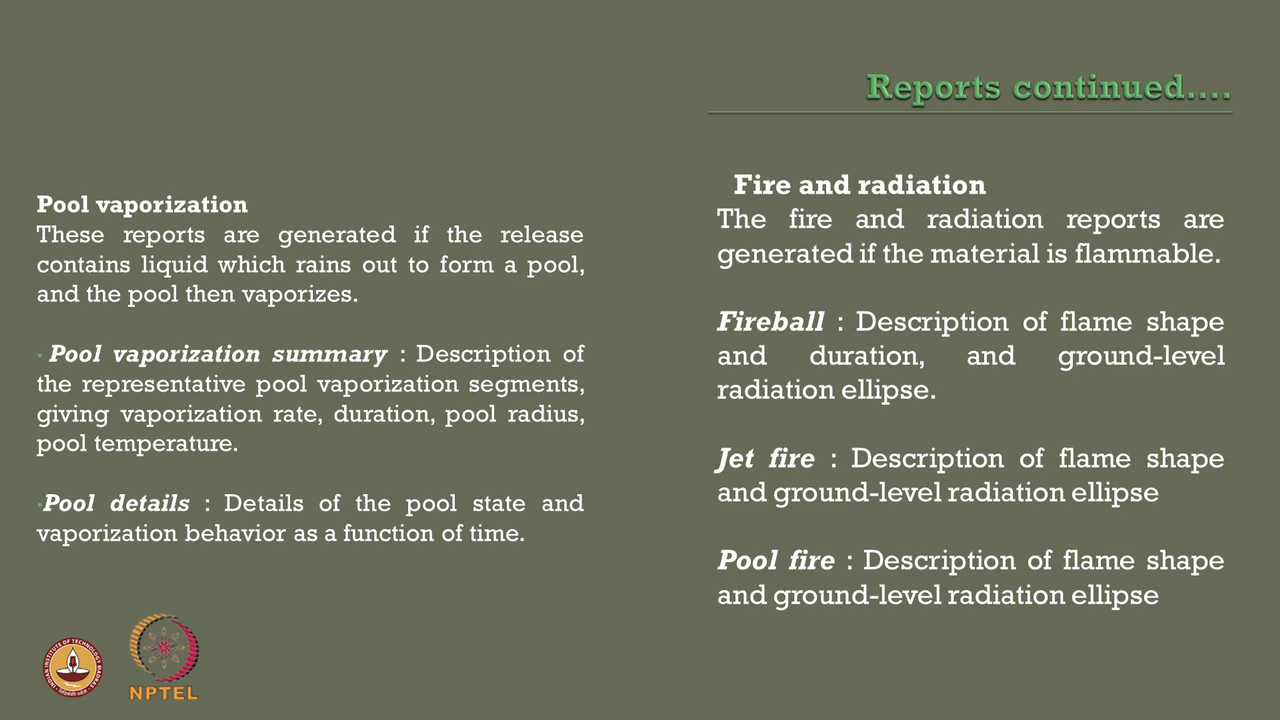 Reports continued....
Pool vaporization
These reports are generated if the release
contains liquid which rains out to form a pool,
and the pool then vaporizes.
• Pool vaporization summary : Description of
the representative pool vaporization segments,
giving vaporization rate, duration, pool radius,
pool temperature.
•Pool details : Details of the pool state and
vaporization behavior as a function of time.
Fire and radiation
The fire and radiation reports are
generated if the material is flammable.
Fireball : Description of flame shape
and duration, and ground-level
radiation ellipse.
Jet fire : Description of flame shape
and ground-level radiation ellipse
Pool fire : Description of flame shape
and ground-level radiation ellipse
INDIAN INSTITUTE OF TECHNOLOGY MADRAS
NPTEL